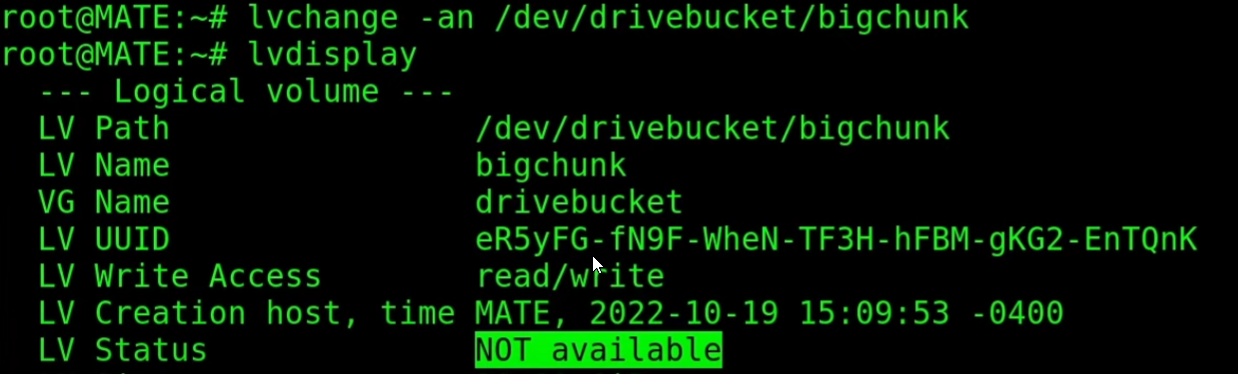 root@MATE:~# lvchange -an /dev/drivebucket/bigchunk
root@MATE:~# lvdisplay
--- Logical volume ---
LV Path /dev/drivebucket/bigchunk
LV Name bigchunk
VG Name drivebucket
LV UUID eR5yFG-fN9F-WheN-TF3H-hFBM-gKG2-EnTQnK
LV Write Access read/write
LV Creation host, time MATE, 2022-10-19 15:09:53 -0400
LV Status NOT available